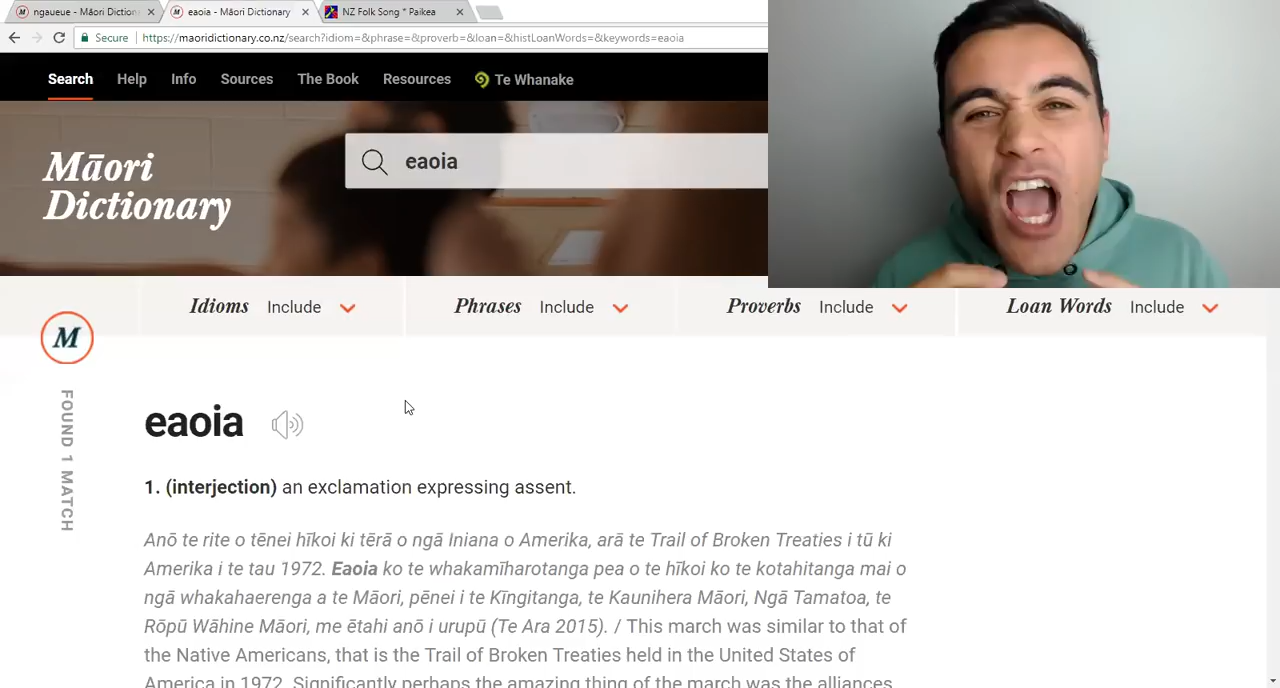 ngaueue - Māori Diction
eaoia - Māori Dictionary
NZ Folk Song * Paikea
Secure
https://maoridictionary.co.nz/search?idiom=&phrase=&proverb=&loan=&histLoanWords=&keywords=eaoia
Search Help Info Sources The Book Resources Te Whanake
Māori
Dictionary
eaoia
Idioms Include Phrases Include Proverbs Include Loan Words Include
M
FOUND 1 MATCH
eaoia
1. (interjection) an exclamation expressing assent.
Anō te rite o tēnei hīkoi ki tērā o ngā Iniana o Amerika, arā te Trail of Broken Treaties i tū ki
Amerika i te tau 1972. Eaoia ko te whakamīharotanga pea o te hīkoi ko te kotahitanga mai o
ngā whakahaerenga a te Māori, pēnei i te Kīngitanga, te Kaunihera Māori, Ngā Tamatoa, te
Rōpū Wāhine Māori, me ētahi anō i urupū (Te Ara 2015). / This march was similar to that of
the Native Americans, that is the Trail of Broken Treaties held in the United States of
America in 1972. Significantly perhaps the amazing thing of the march was the alliances